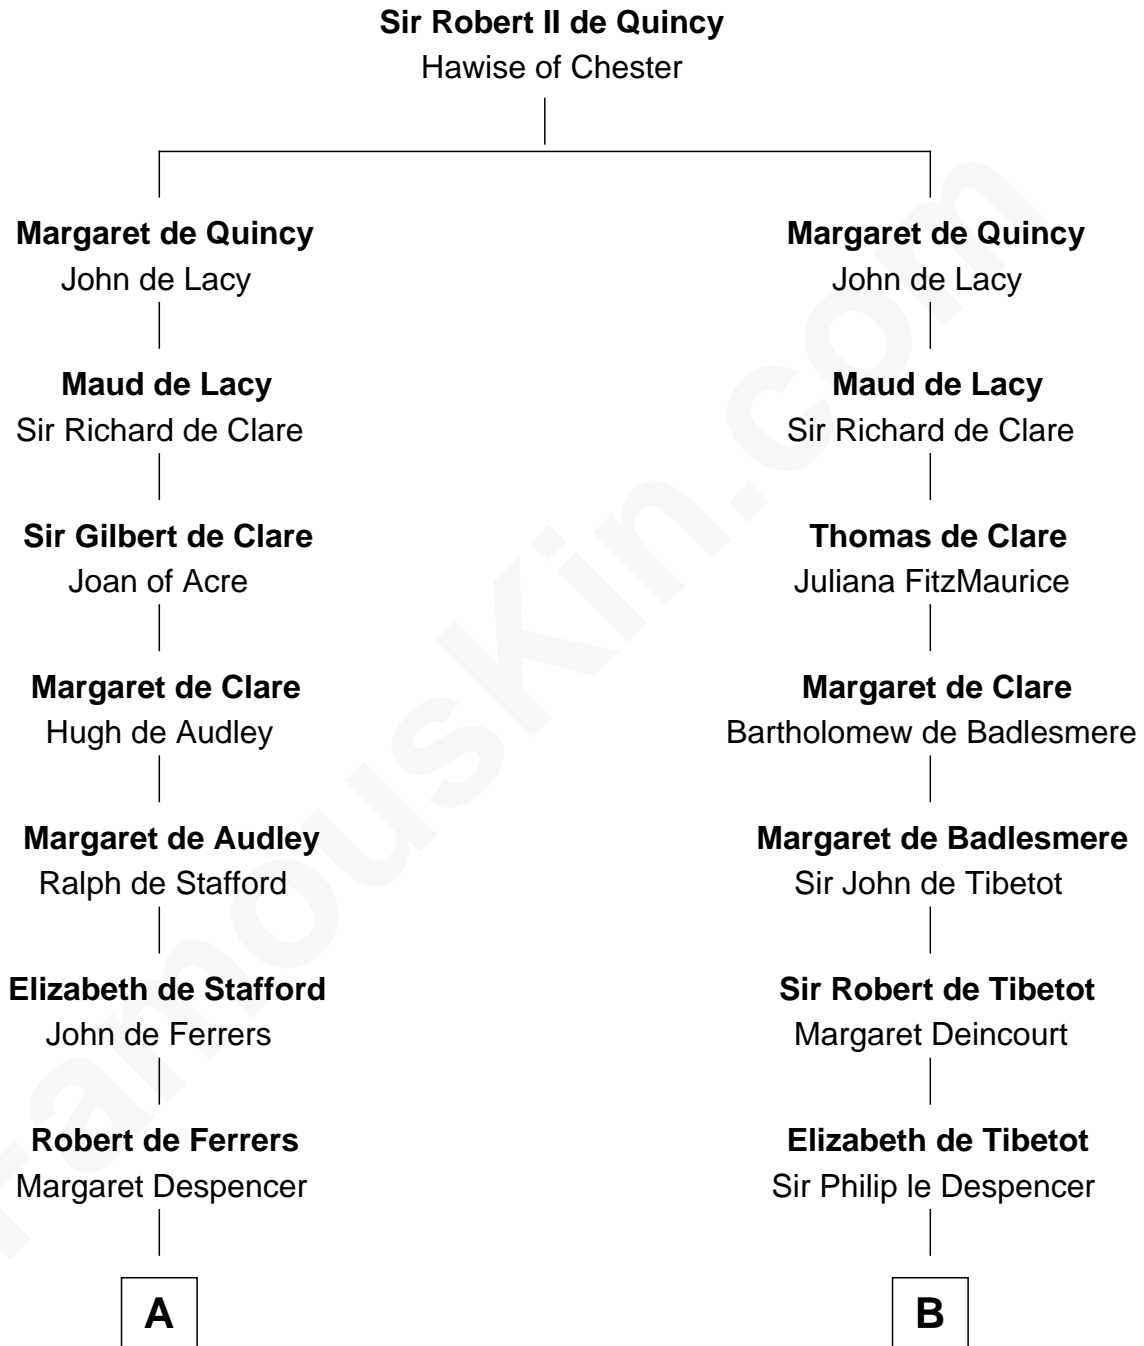 Sir Robert II de Quincy
Hawise of Chester
Margaret de Quincy
John de Lacy
Margaret de Quincy
John de Lacy
Maud de Lacy
Sir Richard de Clare
Maud de Lacy
Sir Richard de Clare
Sir Gilbert de Clare
Joan of Acre
Thomas de Clare
Juliana FitzMaurice
Margaret de Clare
Hugh de Audley
Margaret de Clare
Bartholomew de Badlesmere
Margaret de Audley
Ralph de Stafford
Margaret de Badlesmere
Sir John de Tibetot
Elizabeth de Stafford
John de Ferrers
Sir Robert de Tibetot
Margaret Deincourt
Robert de Ferrers
Margaret Despencer
Elizabeth de Tibetot
Sir Philip le Despencer
A
B
FamousKin.com